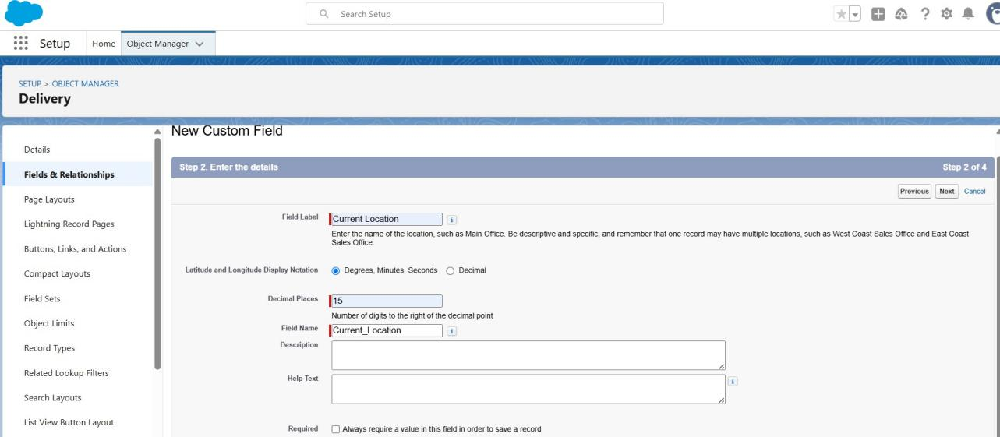 Search Setup
Setup Home Object Manager
SETUP > OBJECT MANAGER
Delivery
New Custom Field
Details
Fields & Relationships
Page Layouts
Lightning Record Pages
Buttons, Links, and Actions
Compact Layouts
Field Sets
Object Limits
Record Types
Related Lookup Filters
Search Layouts
List View Button Layout
Step 2. Enter the details Step 2 of 4
Previous Next Cancel
Field Label Current Location i
Enter the name of the location, such as Main Office. Be descriptive and specific, and remember that one record may have multiple locations, such as West Coast Sales Office and East Coast
Sales Office.
Latitude and Longitude Display Notation Degrees, Minutes, Seconds Decimal
Decimal Places 15
Number of digits to the right of the decimal point
Field Name Current_Location i
Description
Help Text i
Required Always require a value in this field in order to save a record